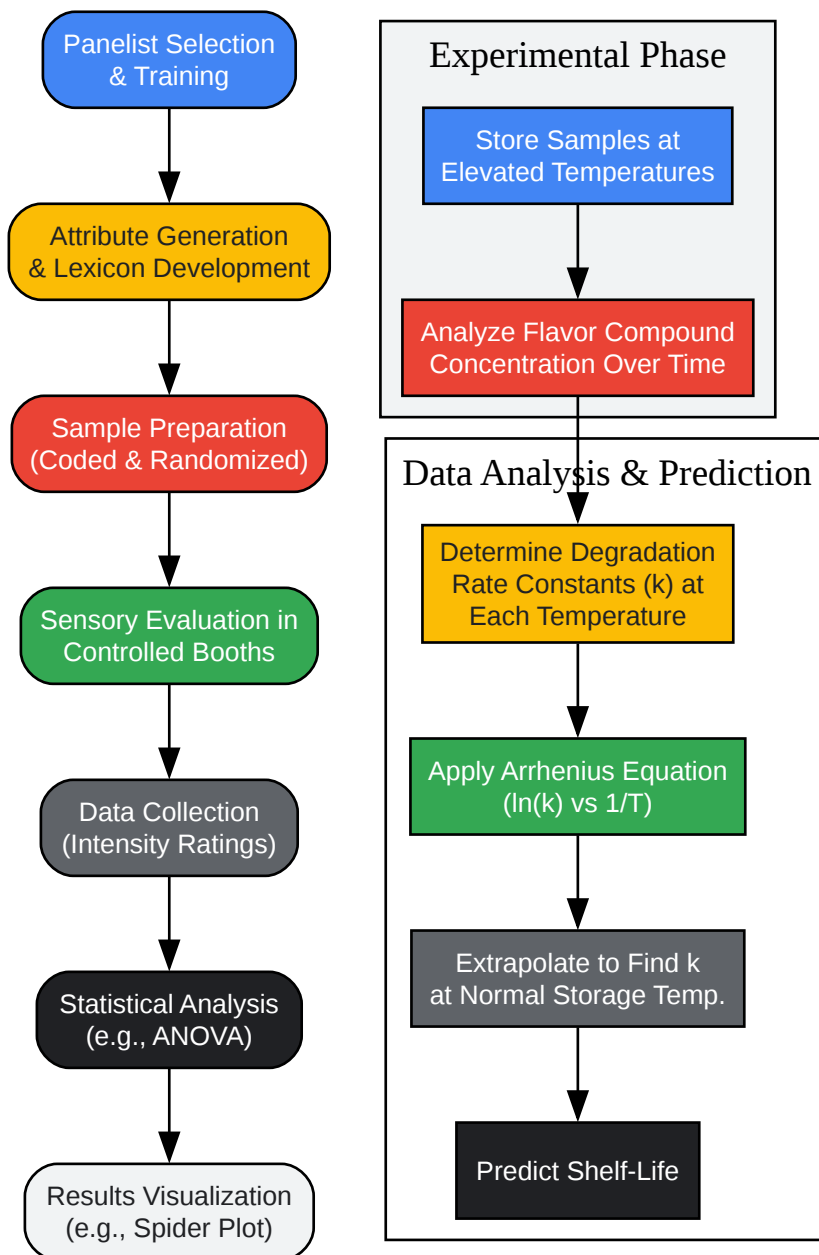 Panelist Selection
& Training
Attribute Generation
& Lexicon Development
Sample Preparation
(Coded & Randomized)
Sensory Evaluation in
Controlled Booths
Data Collection
(Intensity Ratings)
Statistical Analysis
(e.g., ANOVA)
Results Visualization
(e.g., Spider Plot)
Experimental Phase
Store Samples at
Elevated Temperatures
Analyze Flavor Compound
Concentration Over Time
Data Analysis & Prediction
Determine Degradation
Rate Constants (k) at
Each Temperature
Apply Arrhenius Equation
(ln(k) vs 1/T)
Extrapolate to Find k
at Normal Storage Temp.
Predict Shelf-Life